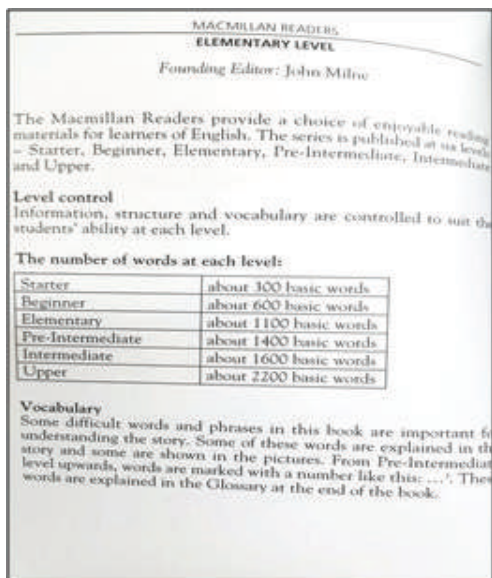 MACMILLAN READERS
ELEMENTARY LEVEL
Founding Editor: John Milne
The Macmillan Readers provide a choice of enjoyable reading
materials for learners of English. The series is published at six levels
– Starter, Beginner, Elementary, Pre-Intermediate, Intermediate
and Upper.
Level control
Information, structure and vocabulary are controlled to suit the
students' ability at each level.
The number of words at each level:
Starter about 300 basic words
Beginner about 600 basic words
Elementary about 1100 basic words
Pre-Intermediate about 1400 basic words
Intermediate about 1600 basic words
Upper about 2200 basic words
Vocabulary
Some difficult words and phrases in this book are important fo
understanding the story. Some of these words are explained in th
story and some are shown in the pictures. From Pre-Intermediat
level upwards, words are marked with a number like this: ...³. Thes
words are explained in the Glossary at the end of the book.